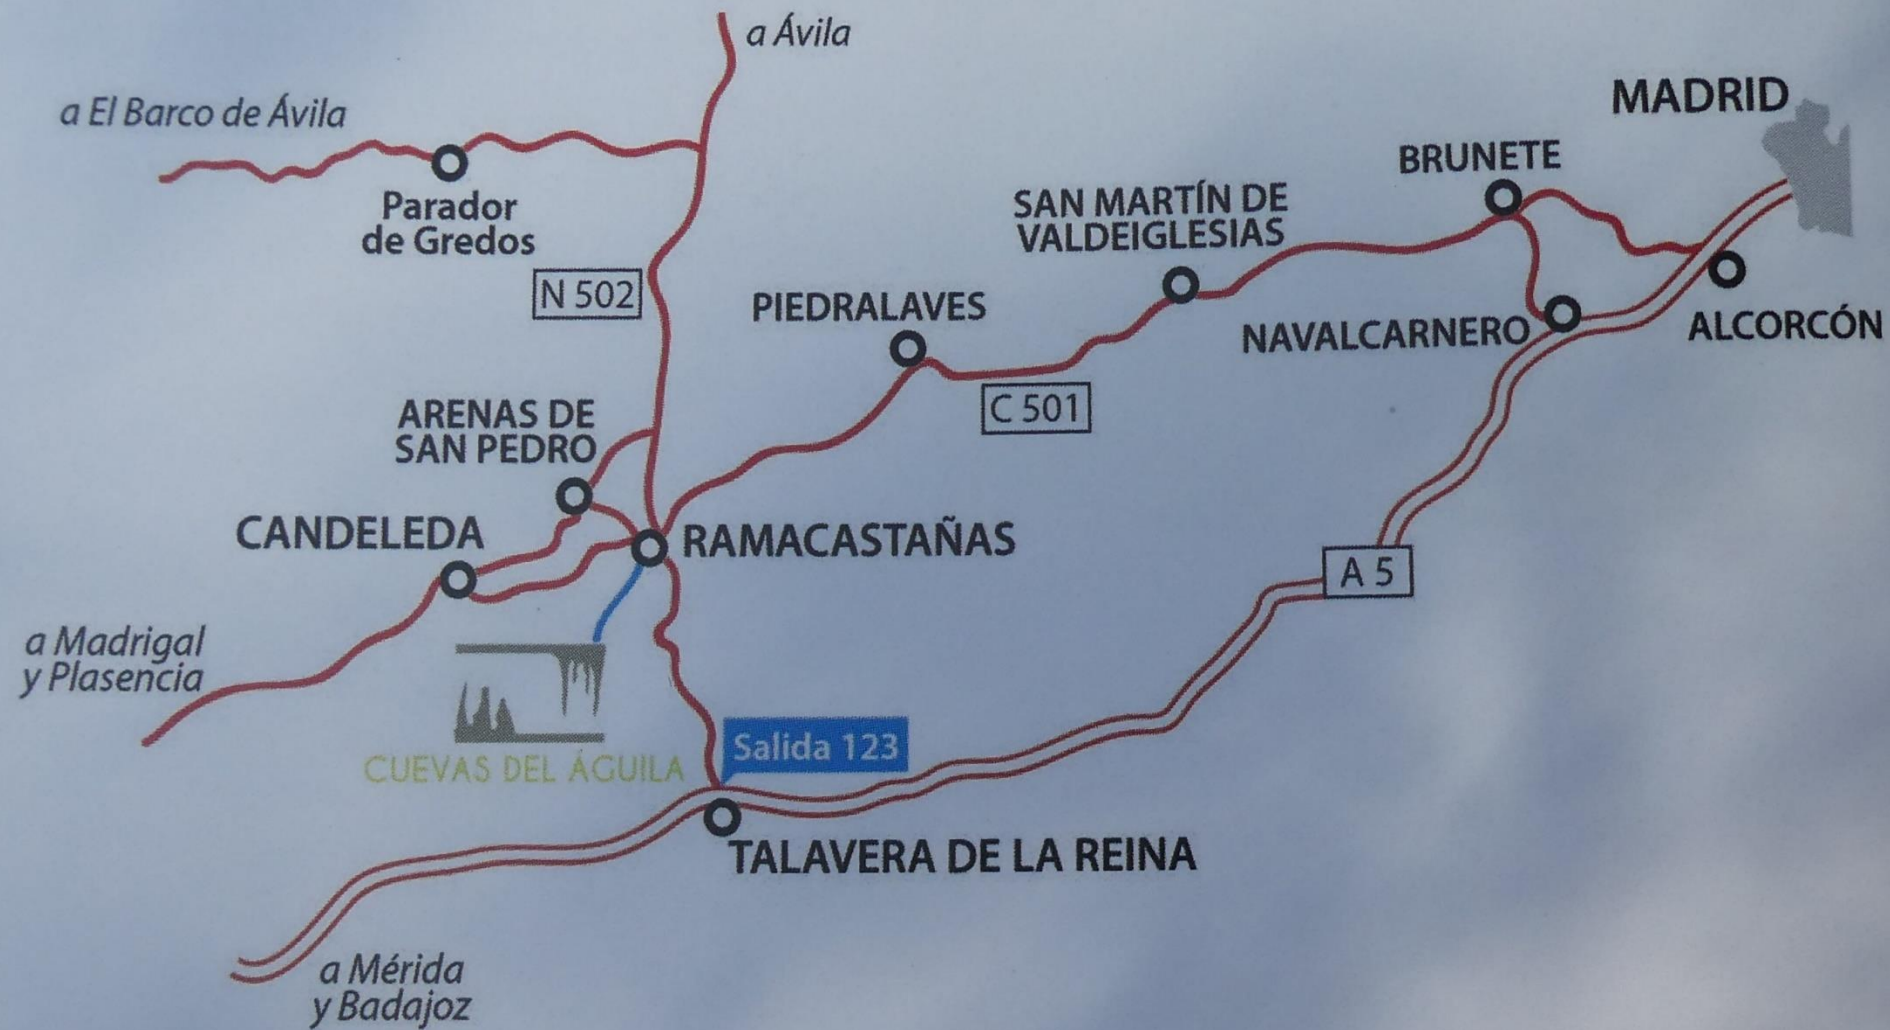 a Ávila
a El Barco de Ávila
MADRID
BRUNETE
Parador
de Gredos
SAN MARTÍN DE
VALDEIGLESIAS
N 502
PIEDRALAVES
NAVALCARNERO
ALCORCÓN
C 501
ARENAS DE
SAN PEDRO
CANDELEDA
RAMACASTAÑAS
A 5
a Madrigal
y Plasencia
Salida 123
CUEVAS DEL ÁGUILA
TALAVERA DE LA REINA
a Mérida
y Badajoz